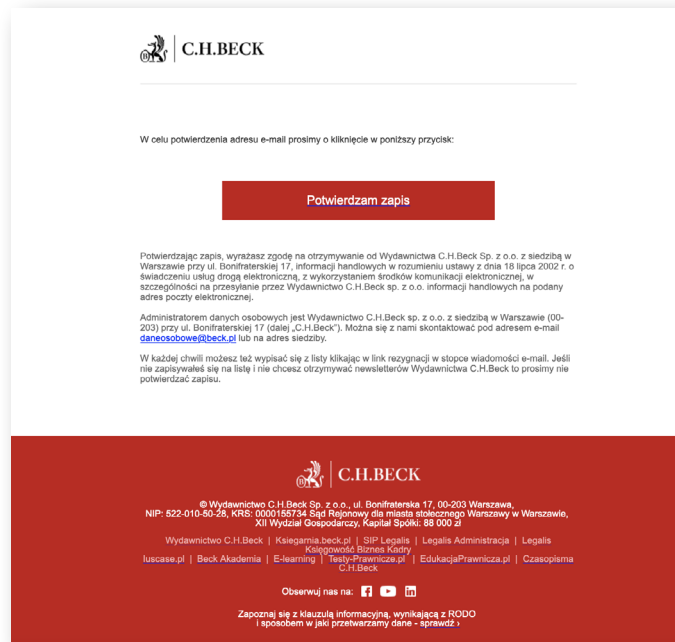 C.H.BECK
W celu potwierdzenia adresu e-mail prosimy o kliknięcie w poniższy przycisk:
Potwierdzam zapis
Potwierdzając zapis, wyrażasz zgodę na otrzymywanie od Wydawnictwa C.H.Beck Sp. z o.o. z siedzibą w
Warszawie przy ul. Bonifraterskiej 17, informacji handlowych w rozumieniu ustawy z dnia 18 lipca 2002 r. o
świadczeniu usług drogą elektroniczną, z wykorzystaniem środków komunikacji elektronicznej, w
szczególności na przesyłanie przez Wydawnictwo C.H.Beck sp. z o.o. informacji handlowych na podany
adres poczty elektronicznej.
Administratorem danych osobowych jest Wydawnictwo C.H.Beck sp. z o.o. z siedzibą w Warszawie (00-
203) przy ul. Bonifraterskiej 17 (dalej „C.H.Beck"). Można się z nami skontaktować pod adresem e-mail
daneosobowe@beck.pl lub na adres siedziby.
W każdej chwili możesz też wypisać się z listy klikając w link rezygnacji w stopce wiadomości e-mail. Jeśli
nie zapisywałeś się na listę i nie chcesz otrzymywać newsletterów Wydawnictwa C.H.Beck to prosimy nie
potwierdzać zapisu.
C.H.BECK
© Wydawnictwo C.H.Beck Sp. z o.o., ul. Bonifraterska 17, 00-203 Warszawa,
NIP: 522-010-50-28, KRS: 0000155734 Sąd Rejonowy dla miasta stołecznego Warszawy w Warszawie,
XII Wydział Gospodarczy, Kapitał Spółki: 88 000 zł
Wydawnictwo C.H.Beck | Ksiegarnia.beck.pl | SIP Legalis | Legalis Administracja | Legalis
Księgowość Biznes Kadry
Iuscase.pl | Beck Akademia | E-learning | Testy-Prawnicze.pl | EdukacjaPrawnicza.pl | Czasopisma
C.H.Beck
Obserwuj nas na:
Zapoznaj się z klauzulą informacyjną, wynikającą z RODO
i sposobem w jaki przetwarzamy dane - sprawdź ›